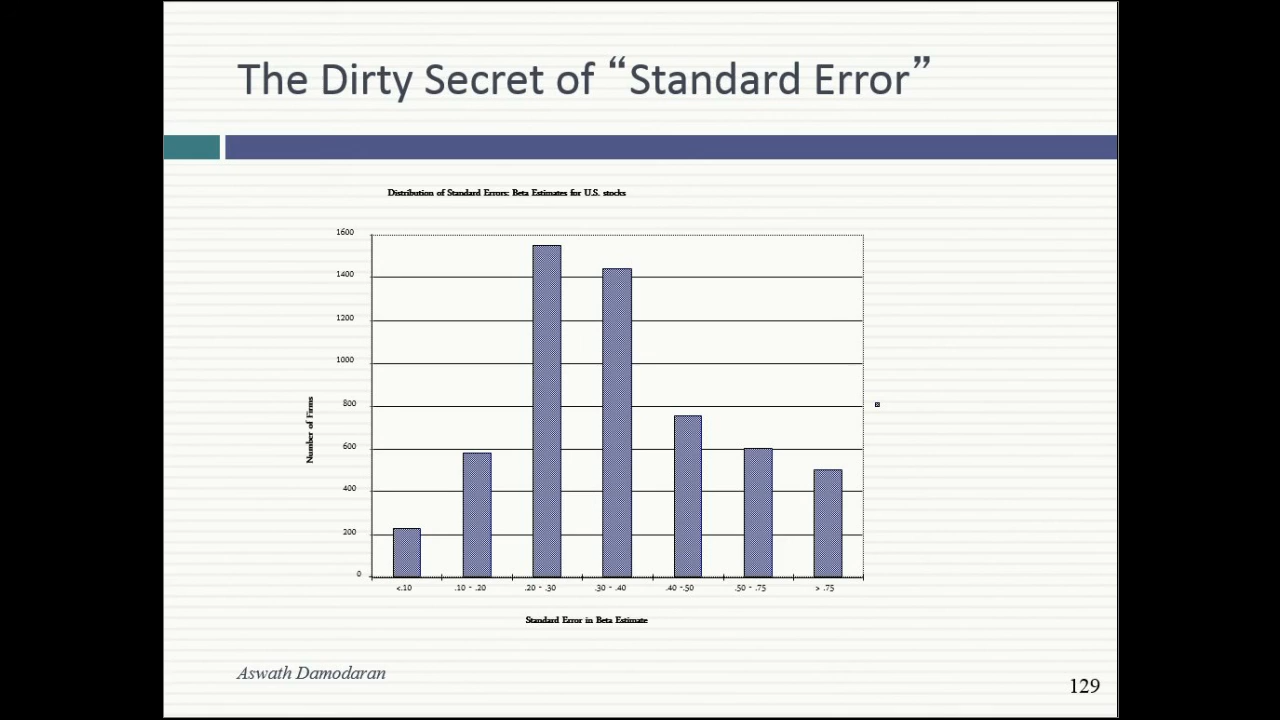 The Dirty Secret of “Standard Error”
Distribution of Standard Errors: Beta Estimates for U.S. stocks
1600
1400
1200
1000
800
600
400
200
0
Number of Firms
<.10 .10 - .20 .20 - .30 .30 - .40 .40 -.50 .50 - .75 > .75
Standard Error in Beta Estimate
Aswath Damodaran
129